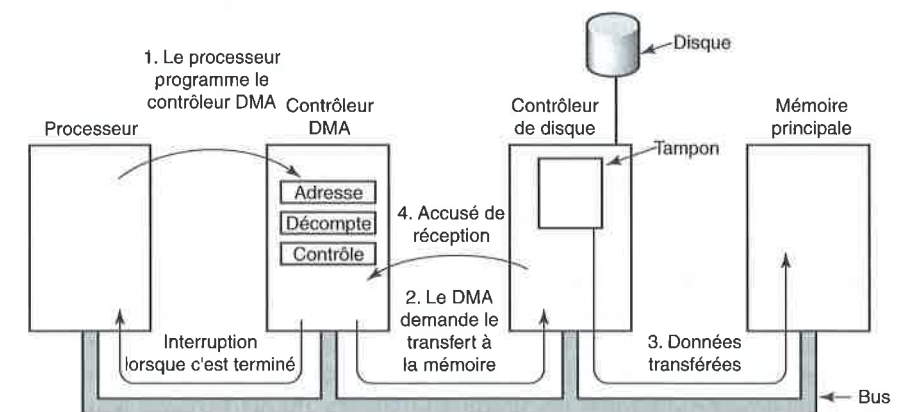 Disque
1. Le processeur
programme le
contrôleur DMA
Processeur
Contrôleur
DMA
Contrôleur
de disque
Mémoire
principale
Tampon
Adresse
Décompte
Contrôle
4. Accusé de
réception
Interruption
lorsque c'est terminé
2. Le DMA
demande le
transfert à
la mémoire
3. Données
transférées
Bus